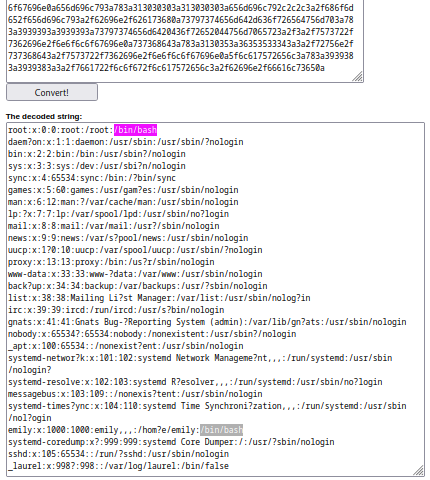 6f67696e0a656d696c793a783a313030303a313030303a656d696c792c2c2c3a2f686f6d
652f656d696c793a2f62696e2f626173680a73797374656d642d636f726564756d703a78
3a3939393a3939393a73797374656d6420436f72652044756d7065723a2f3a2f7573722f
7362696e2f6e6f6c6f67696e0a737368643a783a3130353a36353533343a3a2f72756e2f
737368643a2f7573722f7362696e2f6e6f6c6f67696e0a5f6c617572656c3a783a393938
3a3939383a3a2f7661722f6c6f672f6c617572656c3a2f62696e2f66616c73650a
Convert!
The decoded string:
root:x:0:0:root:/root:/bin/bash
daem?on:x:1:1:daemon:/usr/sbin:/usr/sbin/?nologin
bin:x:2:2:bin:/bin:/usr/sbin?/nologin
sys:x:3:3:sys:/dev:/usr/sbi?n/nologin
sync:x:4:65534:sync:/bin:/?bin/sync
games:x:5:60:games:/usr/gam?es:/usr/sbin/nologin
man:x:6:12:man:?/var/cache/man:/usr/sbin/nologin
lp:?x:7:7:lp:/var/spool/lpd:/usr/sbin/no?login
mail:x:8:8:mail:/var/mail:/usr?/sbin/nologin
news:x:9:9:news:/var/s?pool/news:/usr/sbin/nologin
uucp:x:1?0:10:uucp:/var/spool/uucp:/usr/sbin/?nologin
proxy:x:13:13:proxy:/bin:/us?r/sbin/nologin
www-data:x:33:33:www-?data:/var/www:/usr/sbin/nologin
back?up:x:34:34:backup:/var/backups:/usr/?sbin/nologin
list:x:38:38:Mailing Li?st Manager:/var/list:/usr/sbin/nolog?in
irc:x:39:39:ircd:/run/ircd:/usr/s?bin/nologin
gnats:x:41:41:Gnats Bug-?Reporting System (admin):/var/lib/gn?ats:/usr/sbin/nologin
nobody:x:65534?:65534:nobody:/nonexistent:/usr/sb?in/nologin
_apt:x:100:65534::/nonexist?ent:/usr/sbin/nologin
systemd-networ?k:x:101:102:systemd Network Manageme?nt,,,:/run/systemd:/usr/sbin
/nologin?
systemd-resolve:x:102:103:systemd R?esolver,,,:/run/systemd:/usr/sbin/no?login
messagebus:x:103:109::/nonexis?tent:/usr/sbin/nologin
systemd-times?ync:x:104:110:systemd Time Synchroni?zation,,,:/run/systemd:/usr/sbin
/nol?ogin
emily:x:1000:1000:emily,,,:/hom?e/emily:/bin/bash
systemd-coredump:x?:999:999:systemd Core Dumper:/:/usr/?sbin/nologin
sshd:x:105:65534::/run/?sshd:/usr/sbin/nologin
_laurel:x:998?:998::/var/log/laurel:/bin/false